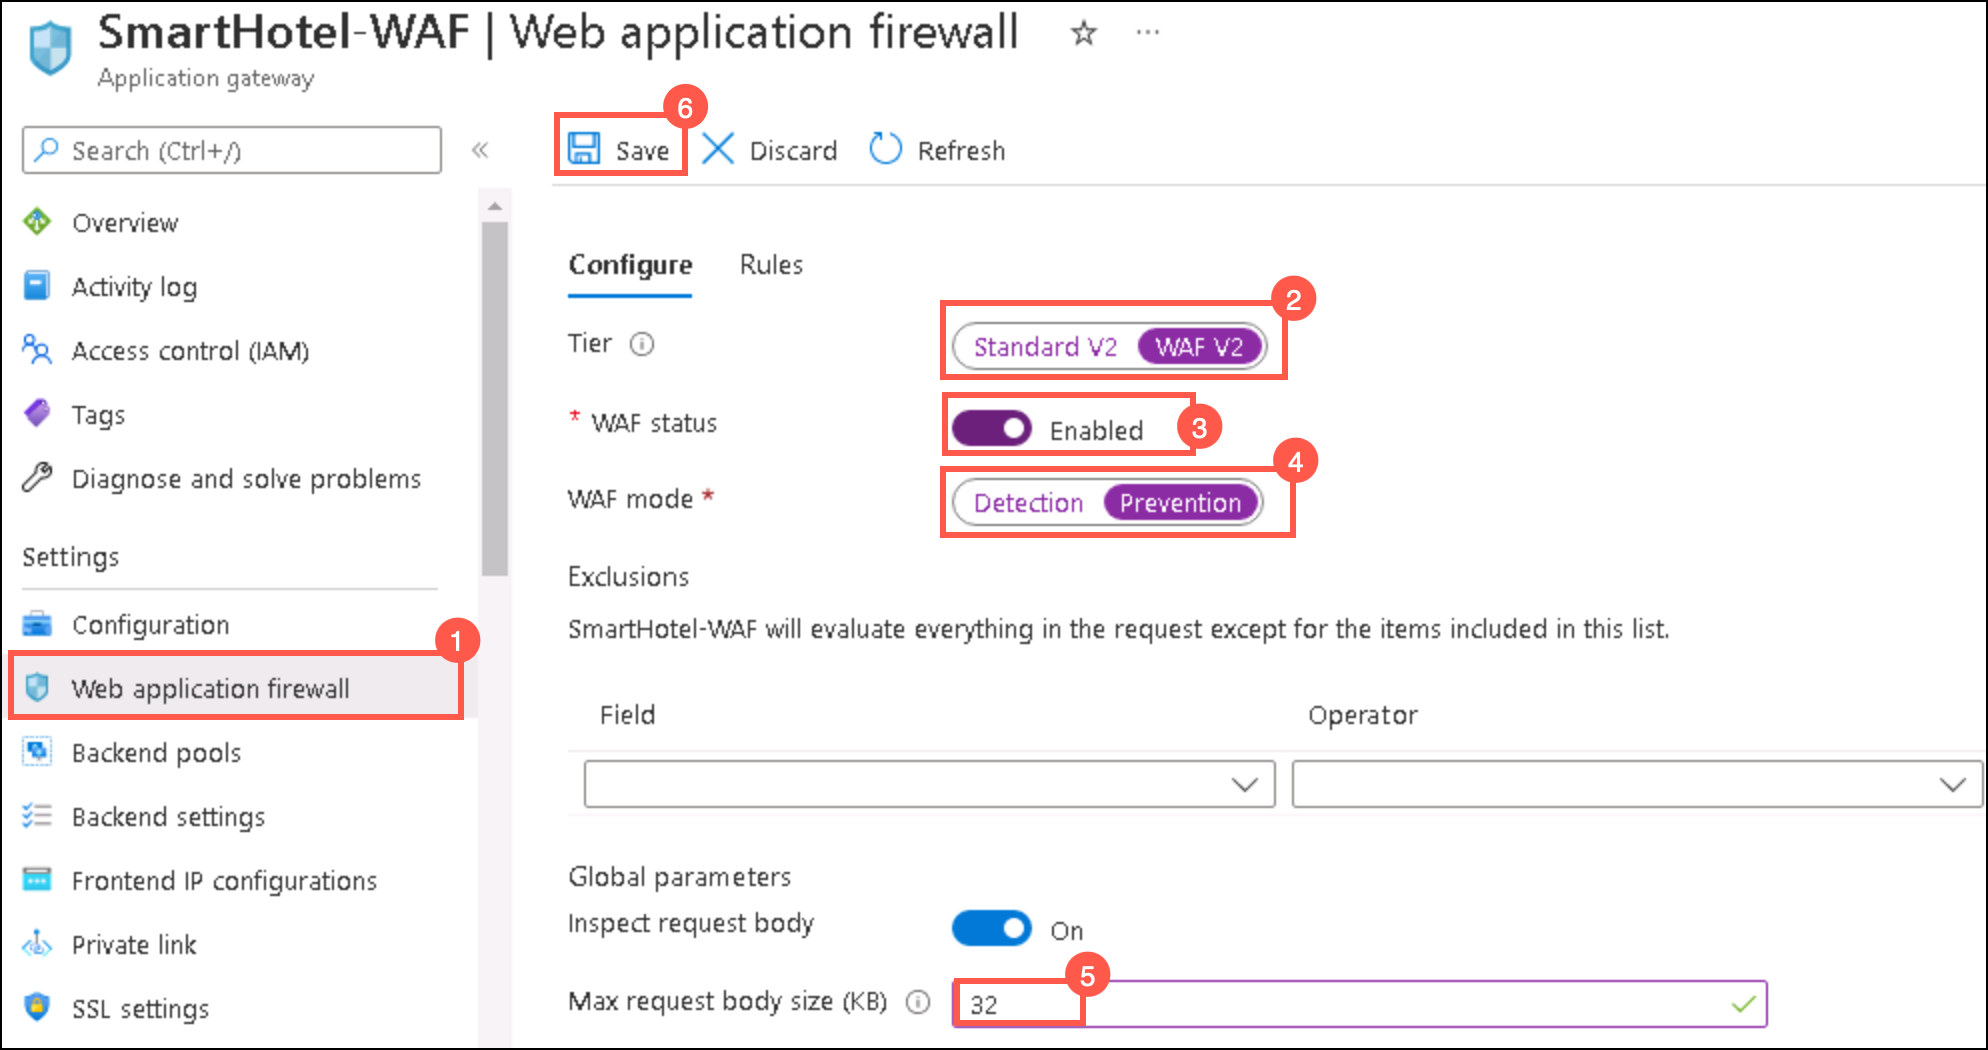 SmartHotel-WAF | Web application firewall
Application gateway
Search (Ctrl+/)
Overview
Activity log
Access control (IAM)
Tags
Diagnose and solve problems
Settings
Configuration
1
Web application firewall
Backend pools
Backend settings
Frontend IP configurations
Private link
SSL settings
6
Save Discard Refresh
Configure Rules
2
Tier Standard V2 WAF V2
* WAF status Enabled 3
4
WAF mode * Detection Prevention
Exclusions
SmartHotel-WAF will evaluate everything in the request except for the items included in this list.
Field Operator
Global parameters
Inspect request body On
5
Max request body size (KB) 32